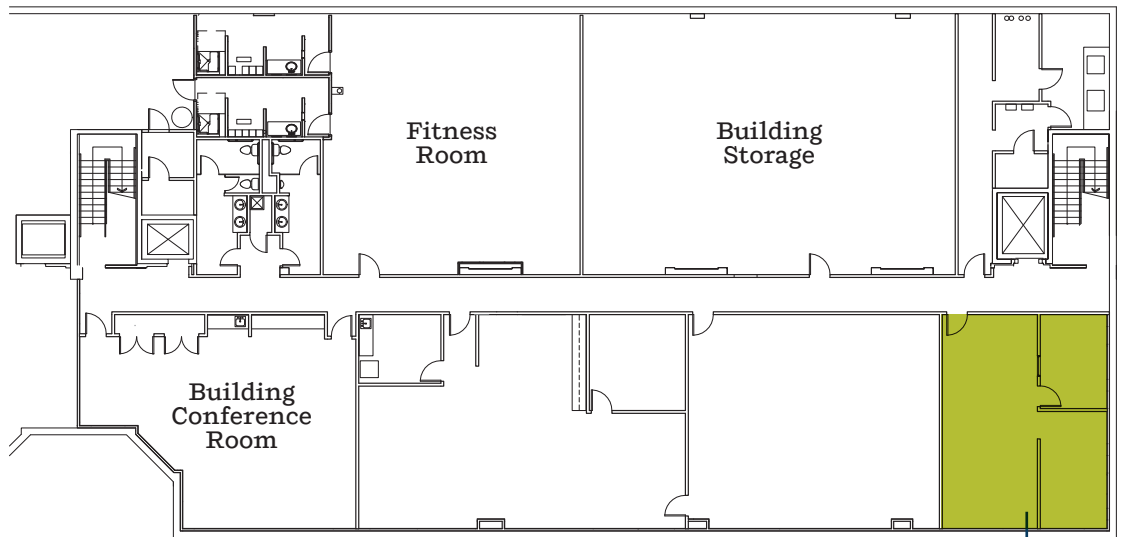 Fitness
Room
Building
Storage
Building
Conference
Room